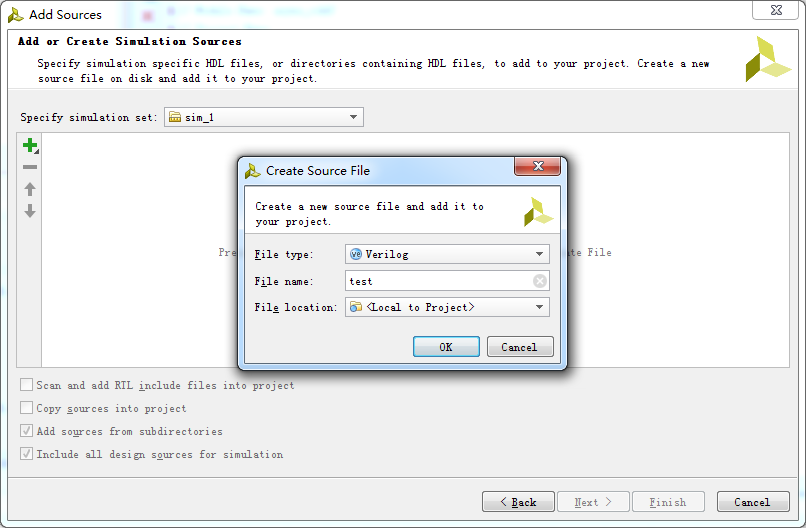 Add Sources
Add or Create Simulation Sources
Specify simulation specific HDL files, or directories containing HDL files, to add to your project. Create a new
source file on disk and add it to your project.
Specify simulation set: sim_1
Create Source File
Create a new source file and add it to
your project.
File type: Verilog
File name: test
File location: <Local to Project>
OK Cancel
Pre
te File
Scan and add RTL include files into project
Copy sources into project
Add sources from subdirectories
Include all design sources for simulation
< Back Next > Finish Cancel